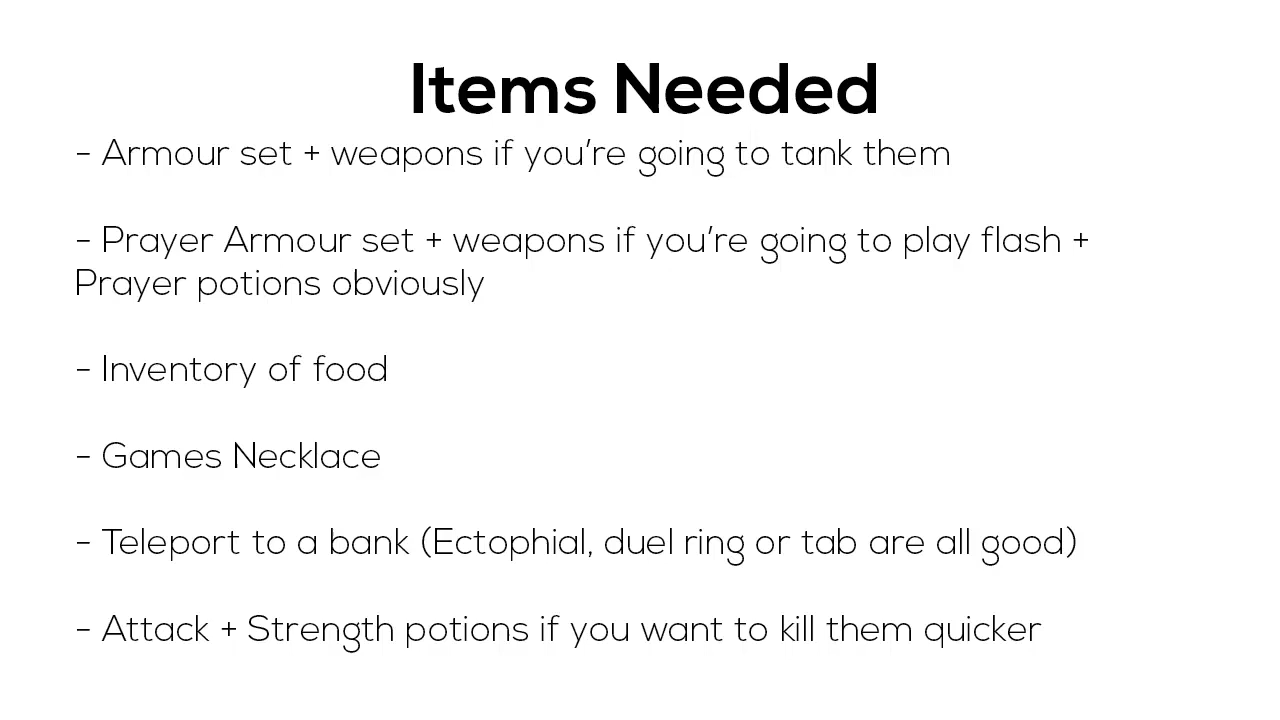 Items Needed
- Armour set + weapons if you're going to tank them
- Prayer Armour set + weapons if you're going to play flash +
Prayer potions obviously
- Inventory of food
- Games Necklace
- Teleport to a bank (Ectophial, duel ring or tab are all good)
- Attack + Strength potions if you want to kill them quicker